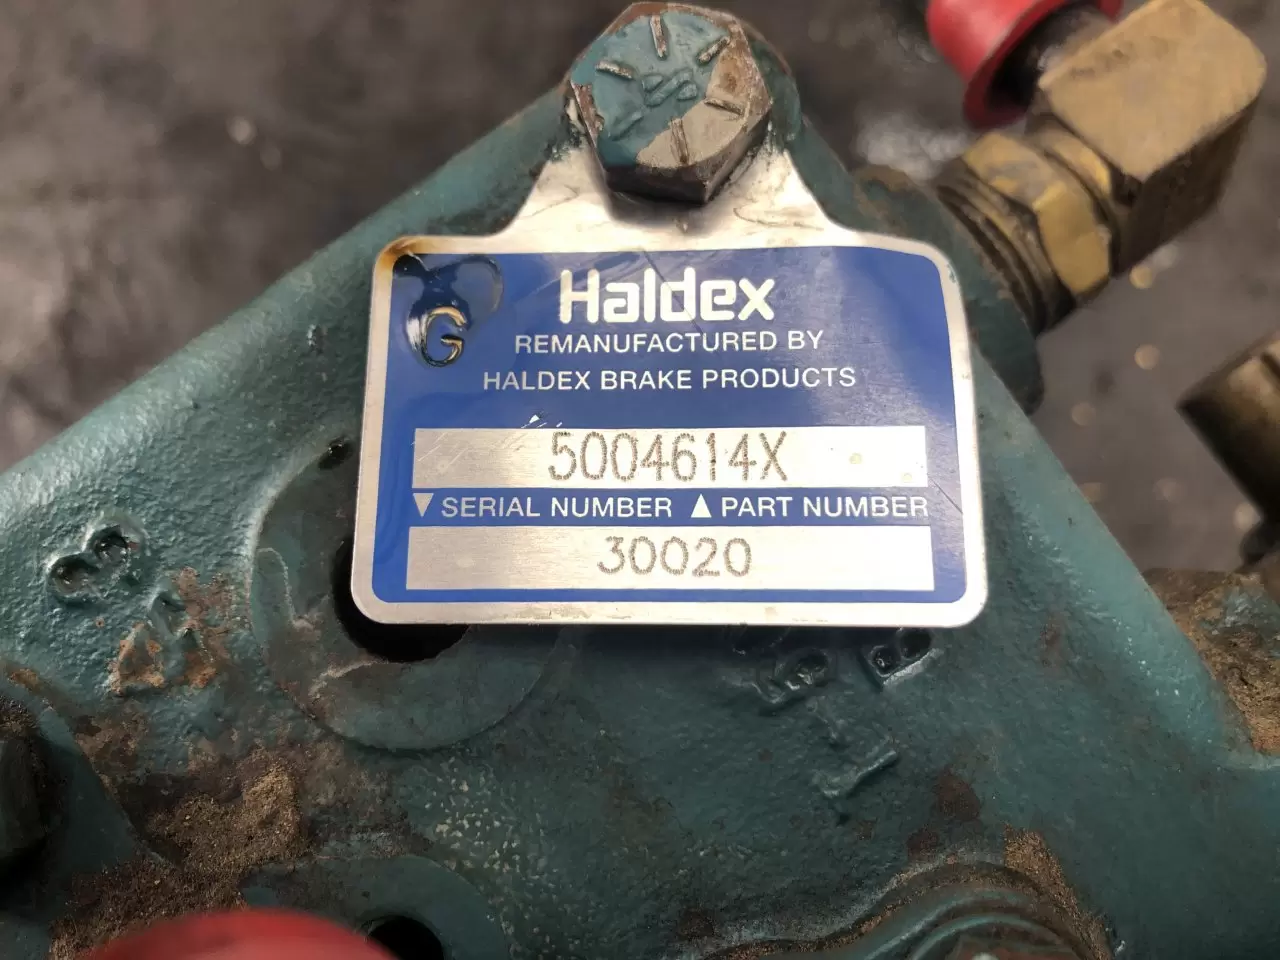 Haldex
G
REMANUFACTURED BY
HALDEX BRAKE PRODUCTS
5004614X
▼ SERIAL NUMBER ▲ PART NUMBER
30020